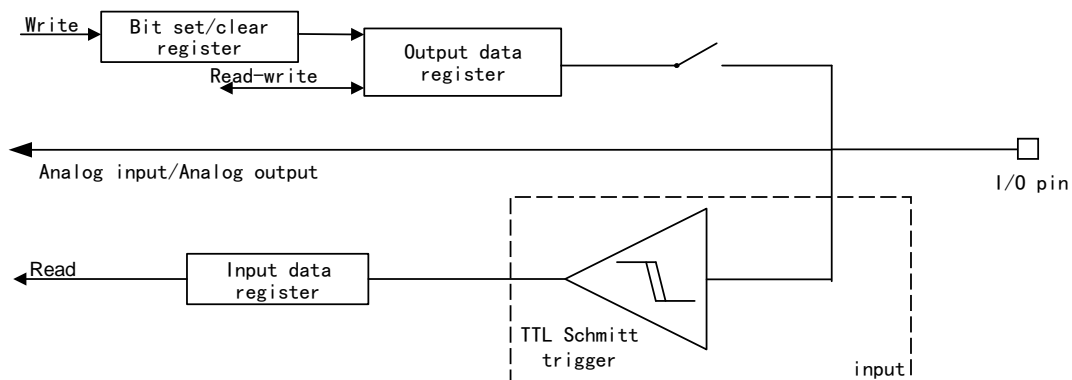 Write
Bit set/clear
register
Read-write
Output data
register
Analog input/Analog output
I/O pin
Read
Input data
register
TTL Schmitt
trigger
input